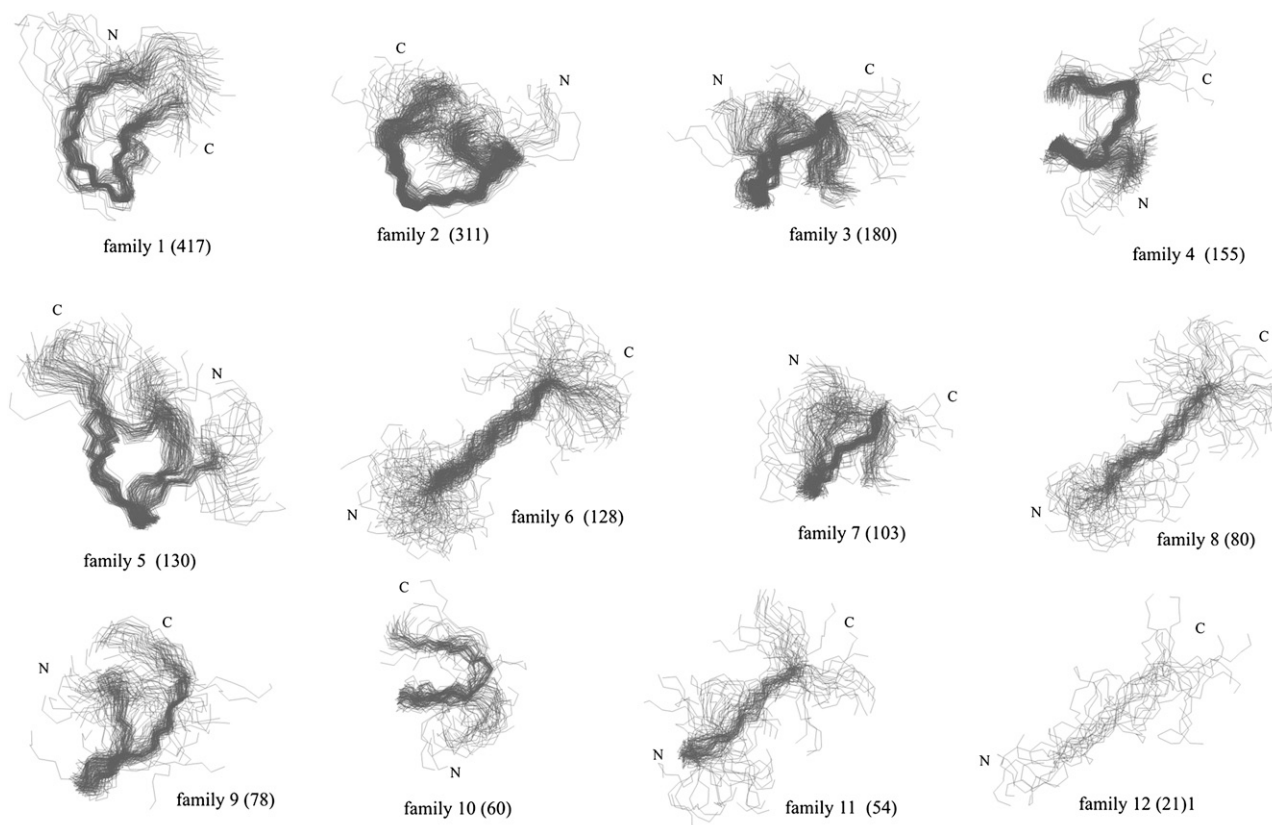 N
C
family 1 (417)
C
N
family 2 (311)
N
C
family 3 (180)
C
N
family 4 (155)
C
N
family 5 (130)
C
N
family 6 (128)
N
C
family 7 (103)
C
N
family 8 (80)
C
N
family 9 (78)
C
N
family 10 (60)
C
N
family 11 (54)
C
N
family 12 (21)1